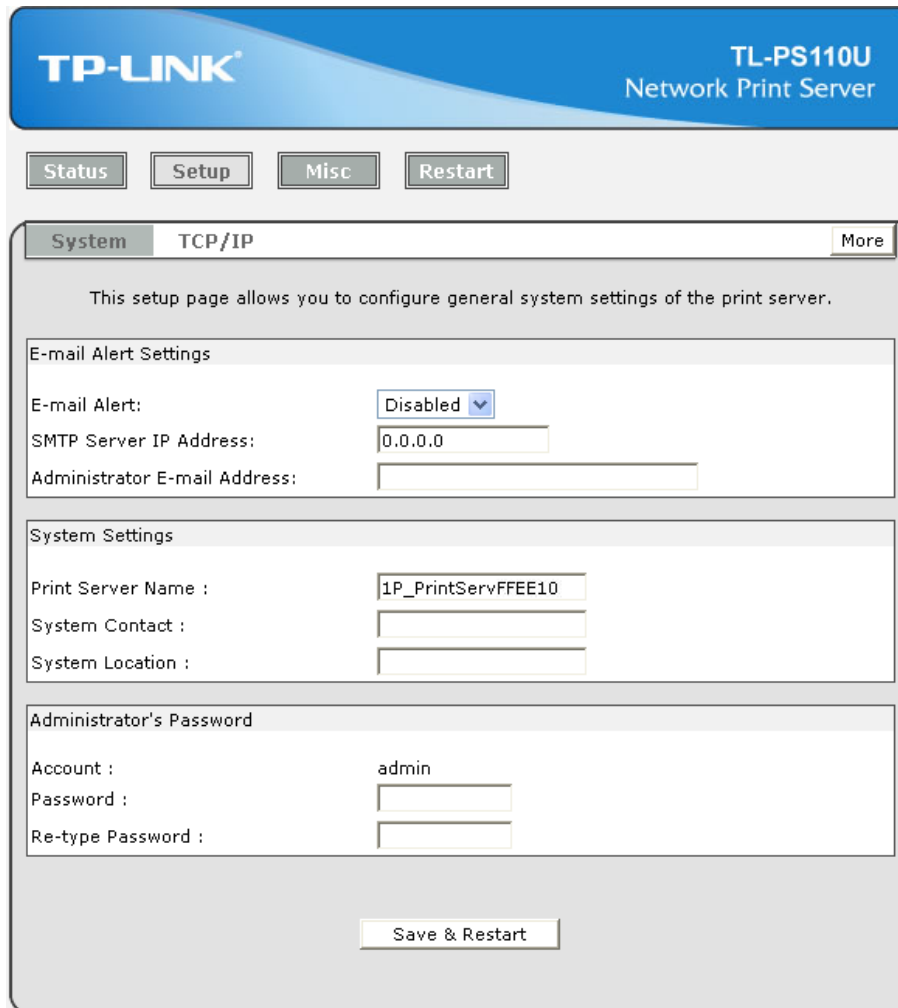 TP-LINK®
TL-PS110U
Network Print Server
Status Setup Misc Restart
System TCP/IP More
This setup page allows you to configure general system settings of the print server.
E-mail Alert Settings
E-mail Alert: Disabled
SMTP Server IP Address: 0.0.0.0
Administrator E-mail Address:
System Settings
Print Server Name : 1P_PrintServFFEE10
System Contact :
System Location :
Administrator's Password
Account : admin
Password :
Re-type Password :
Save & Restart